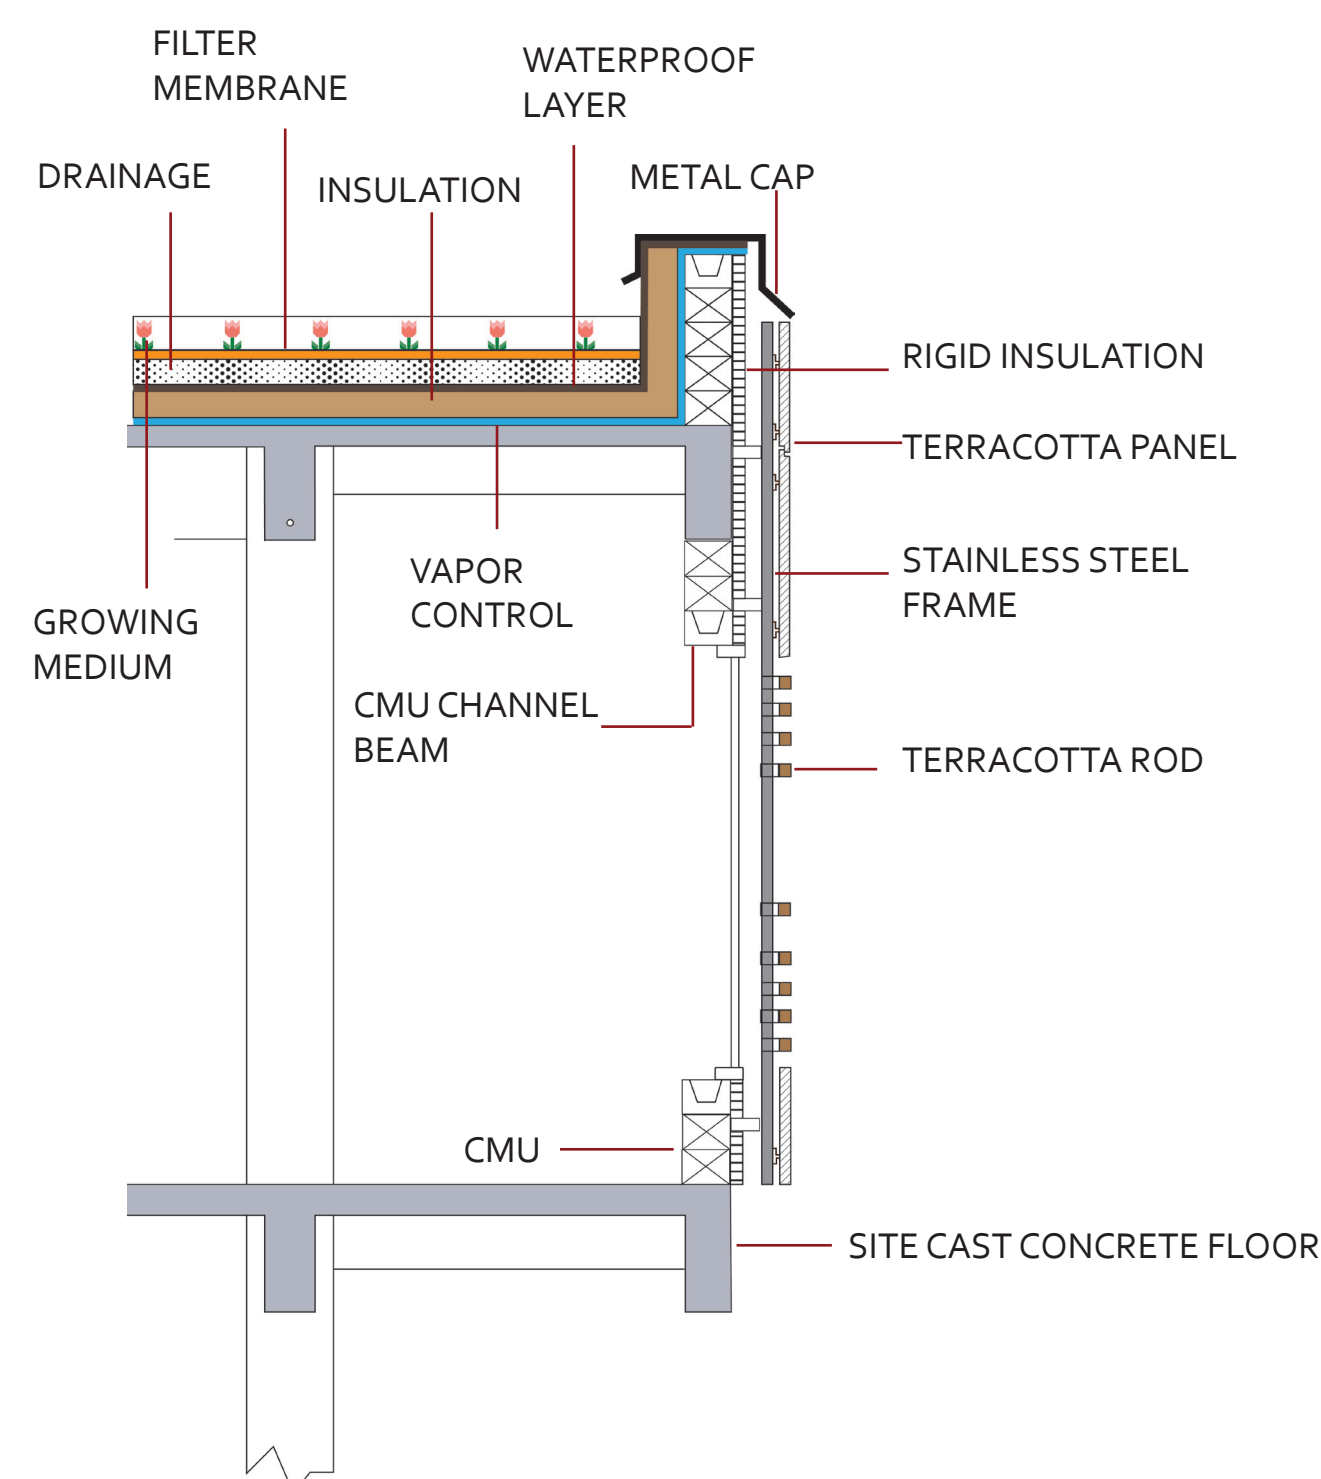 FILTER
MEMBRANE
WATERPROOF
LAYER
DRAINAGE
INSULATION
METAL CAP
RIGID INSULATION
TERRACOTTA PANEL
STAINLESS STEEL
FRAME
VAPOR
CONTROL
GROWING
MEDIUM
CMU CHANNEL
BEAM
TERRACOTTA ROD
CMU
SITE CAST CONCRETE FLOOR